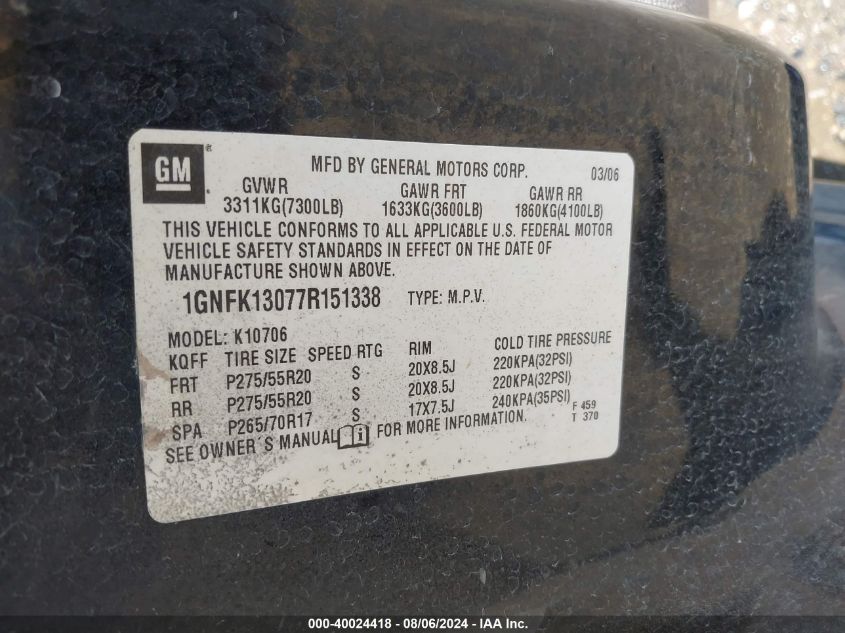 GM
MFD BY GENERAL MOTORS CORP. 03/06
GVWR GAWR FRT GAWR RR
3311KG(7300LB) 1633KG(3600LB) 1860KG(4100LB)
THIS VEHICLE CONFORMS TO ALL APPLICABLE U.S. FEDERAL MOTOR
VEHICLE SAFETY STANDARDS IN EFFECT ON THE DATE OF
MANUFACTURE SHOWN ABOVE.
1GNFK13077R151338 TYPE: M.P.V.
MODEL: K10706
KQFF TIRE SIZE SPEED RTG RIM COLD TIRE PRESSURE
FRT P275/55R20 S 20X8.5J 220KPA(32PSI)
RR P275/55R20 S 20X8.5J 220KPA(32PSI)
SPA P265/70R17 S 17X7.5J 240KPA(35PSI)
SEE OWNER´S MANUAL i FOR MORE INFORMATION. F 459
T 370
000-40024418 - 08/06/2024 - IAA Inc.